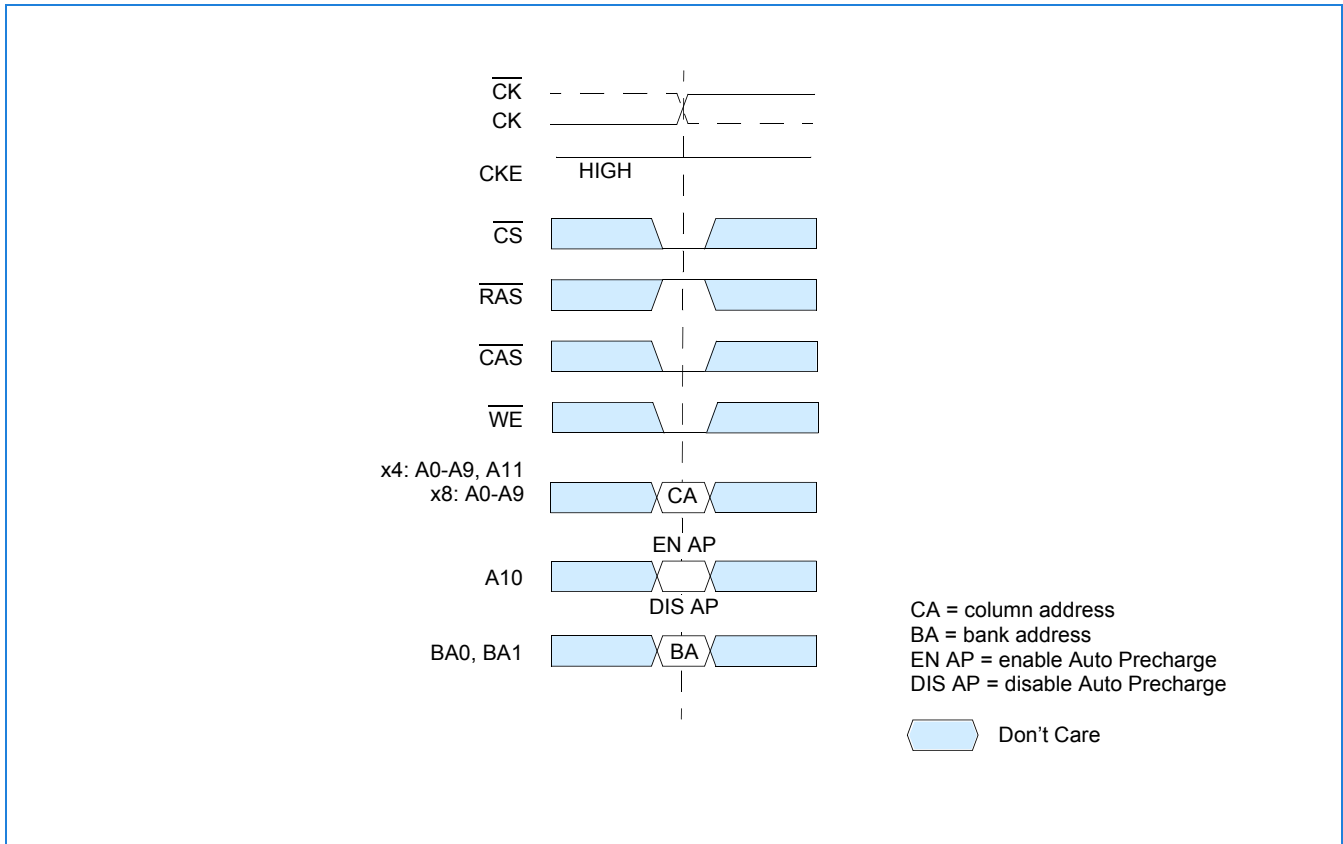 CK
CK
CKE HIGH
CS
RAS
CAS
WE
x4: A0-A9, A11
x8: A0-A9
CA
EN AP
A10
DIS AP
BA0, BA1 BA
CA = column address
BA = bank address
EN AP = enable Auto Precharge
DIS AP = disable Auto Precharge
Don't Care